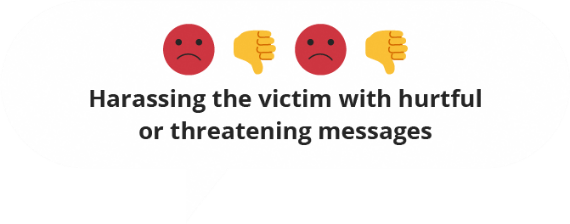 Harassing the victim with hurtful
or threatening messages